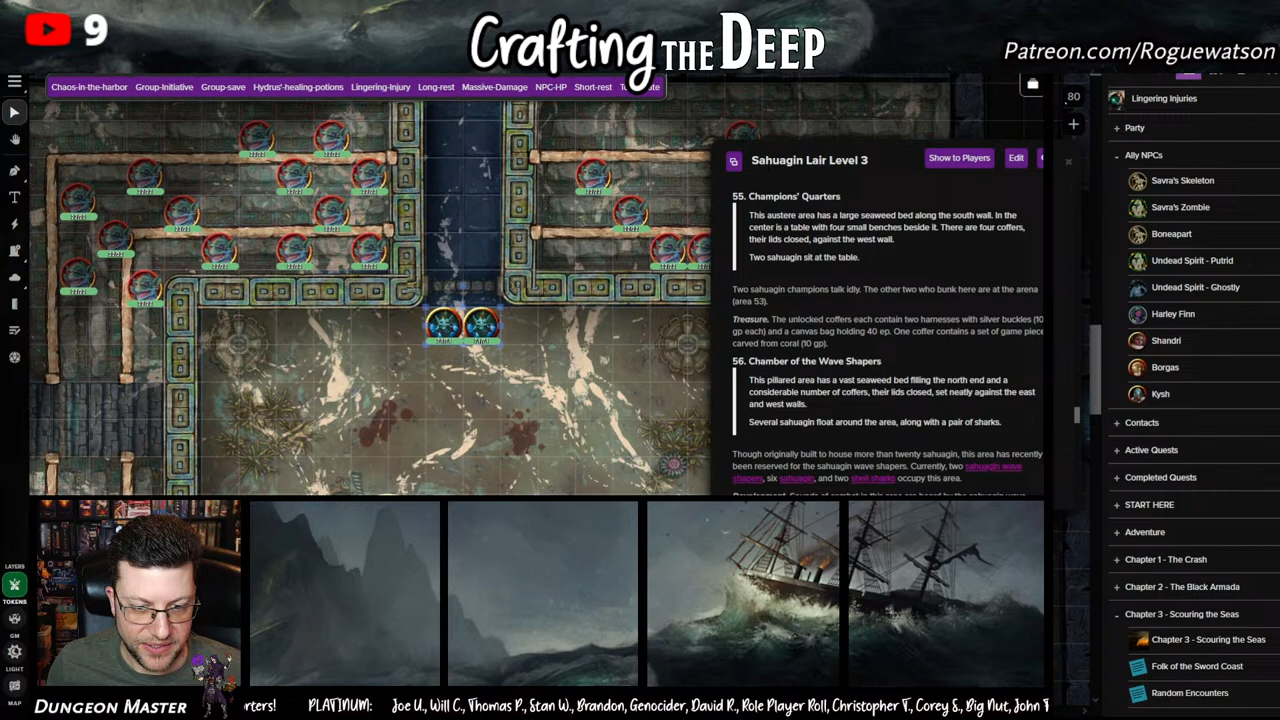 9
Crafting THE DEEP
Patreon.com/Roguewatson
Chaos-in-the-harbor Group-Initiative Group-save Hydrus'-healing-potions Lingering-Injury Long-rest Massive-Damage NPC-HP Short-rest
80
Sahuagin Lair Level 3
Show to Players
Edit
55. Champions' Quarters
This austere area has a large seaweed bed along the south wall. In the
center is a table with four small benches beside it. There are four coffers,
their lids closed, against the west wall.
Two sahuagin sit at the table.
Two sahuagin champions talk idly. The other two who bunk here are at the arena
(area 53).
Treasure. The unlocked coffers each contain two harnesses with silver buckles (10
gp each) and a canvas bag holding 40 ep. One coffer contains a set of game piece
carved from coral (10 gp).
56. Chamber of the Wave Shapers
This pillared area has a vast seaweed bed filling the north end and a
considerable number of coffers, their lids closed, set neatly against the east
and west walls.
Several sahuagin float around the area, along with a pair of sharks.
Though originally built to house more than twenty sahuagin, this area has recently
been reserved for the sahuagin wave shapers. Currently, two sahuagin wave
shapers, six sahuagin, and two shell sharks occupy this area.
Lingering Injuries
+ Party
- Ally NPCs
Savra's Skeleton
Savra's Zombie
Boneapart
Undead Spirit - Putrid
Undead Spirit - Ghostly
Harley Finn
Shandri
Borgas
Kysh
+ Contacts
+ Active Quests
+ Completed Quests
+ START HERE
+ Adventure
+ Chapter 1 - The Crash
+ Chapter 2 - The Black Armada
- Chapter 3 - Scouring the Seas
Chapter 3 - Scouring the Seas
Folk of the Sword Coast
Random Encounters
LAYERS
TOKENS
GM
LIGHT
MAP
DUNGEON MASTER
rters! PLATINUM: Joe U., Will C., Thomas P., Stan W., Brandon, Genocider, David R., Role Player Roll, Christopher T., Corey S., Big Nut, John